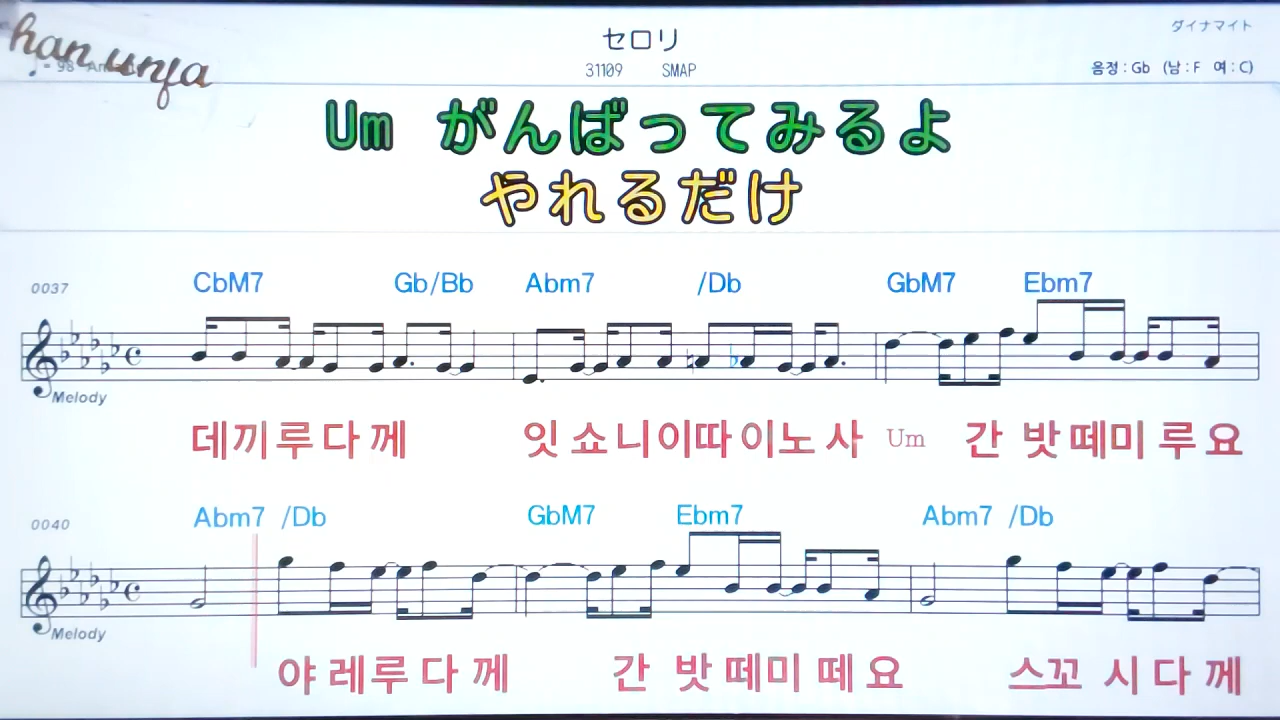 han unja
ダイナマイト
セロリ
♩= 98
31109 SMAP
음정 : Gb (남 : F 여 : C)
Um がんばってみるよ
やれるだけ
0037 CbM7 Gb/Bb Abm7 /Db GbM7 Ebm7
Melody
데끼루다께 잇쇼니이따이노사 Um 간밧떼미루요
0040 Abm7 /Db GbM7 Ebm7 Abm7 /Db
Melody
야레루다께 간밧떼미떼요 스꼬시다께